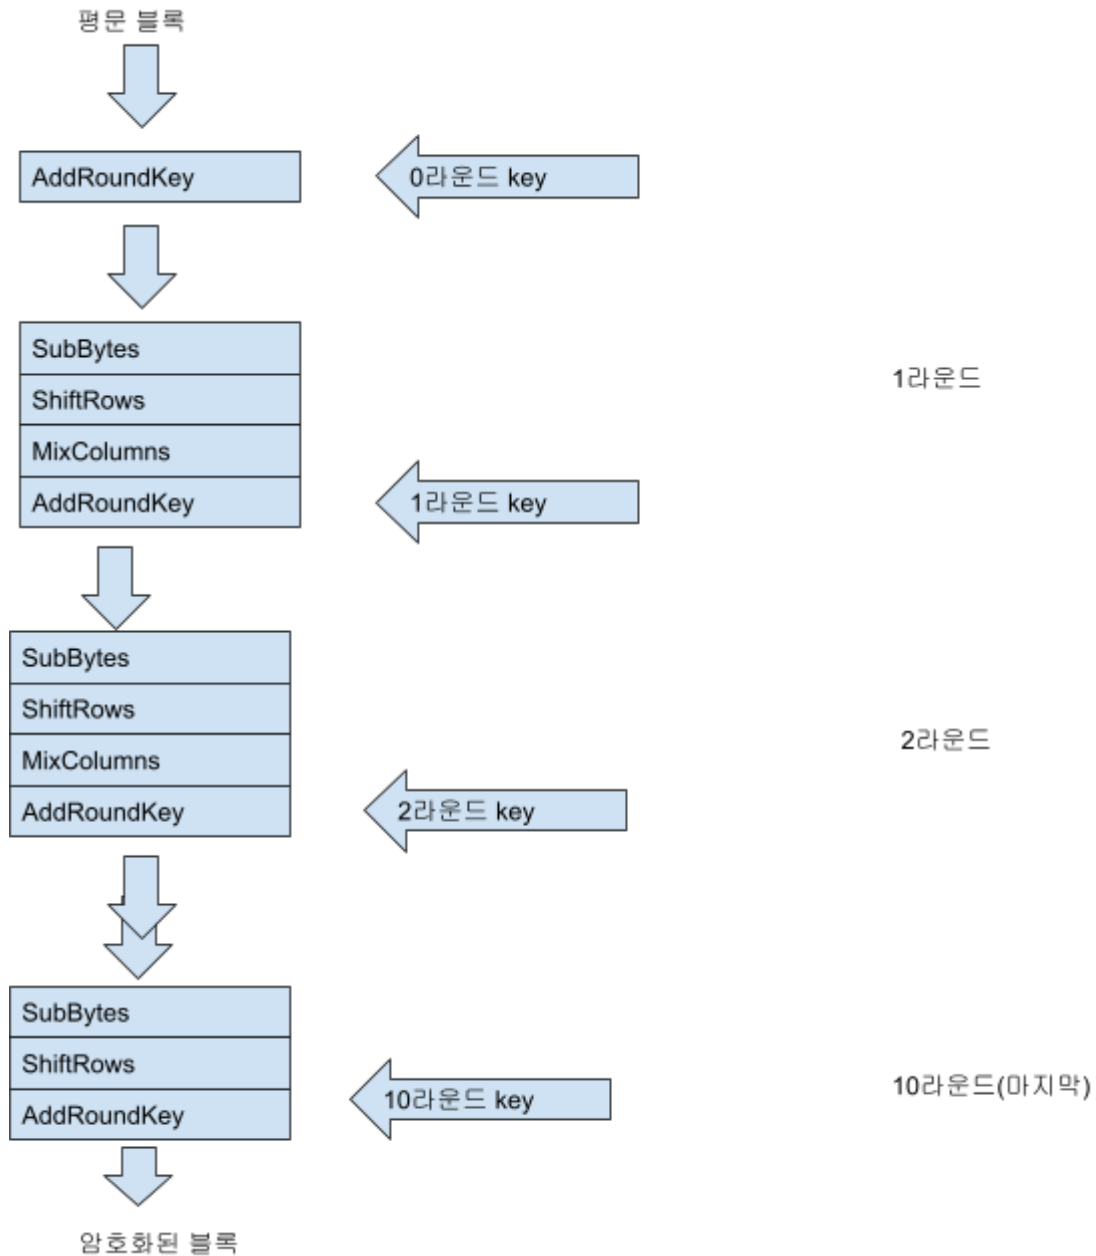 평문 블록
AddRoundKey
0라운드 key
SubBytes
ShiftRows
MixColumns
AddRoundKey
1라운드 key
1라운드
SubBytes
ShiftRows
MixColumns
AddRoundKey
2라운드 key
2라운드
SubBytes
ShiftRows
AddRoundKey
10라운드 key
10라운드(마지막)
암호화된 블록